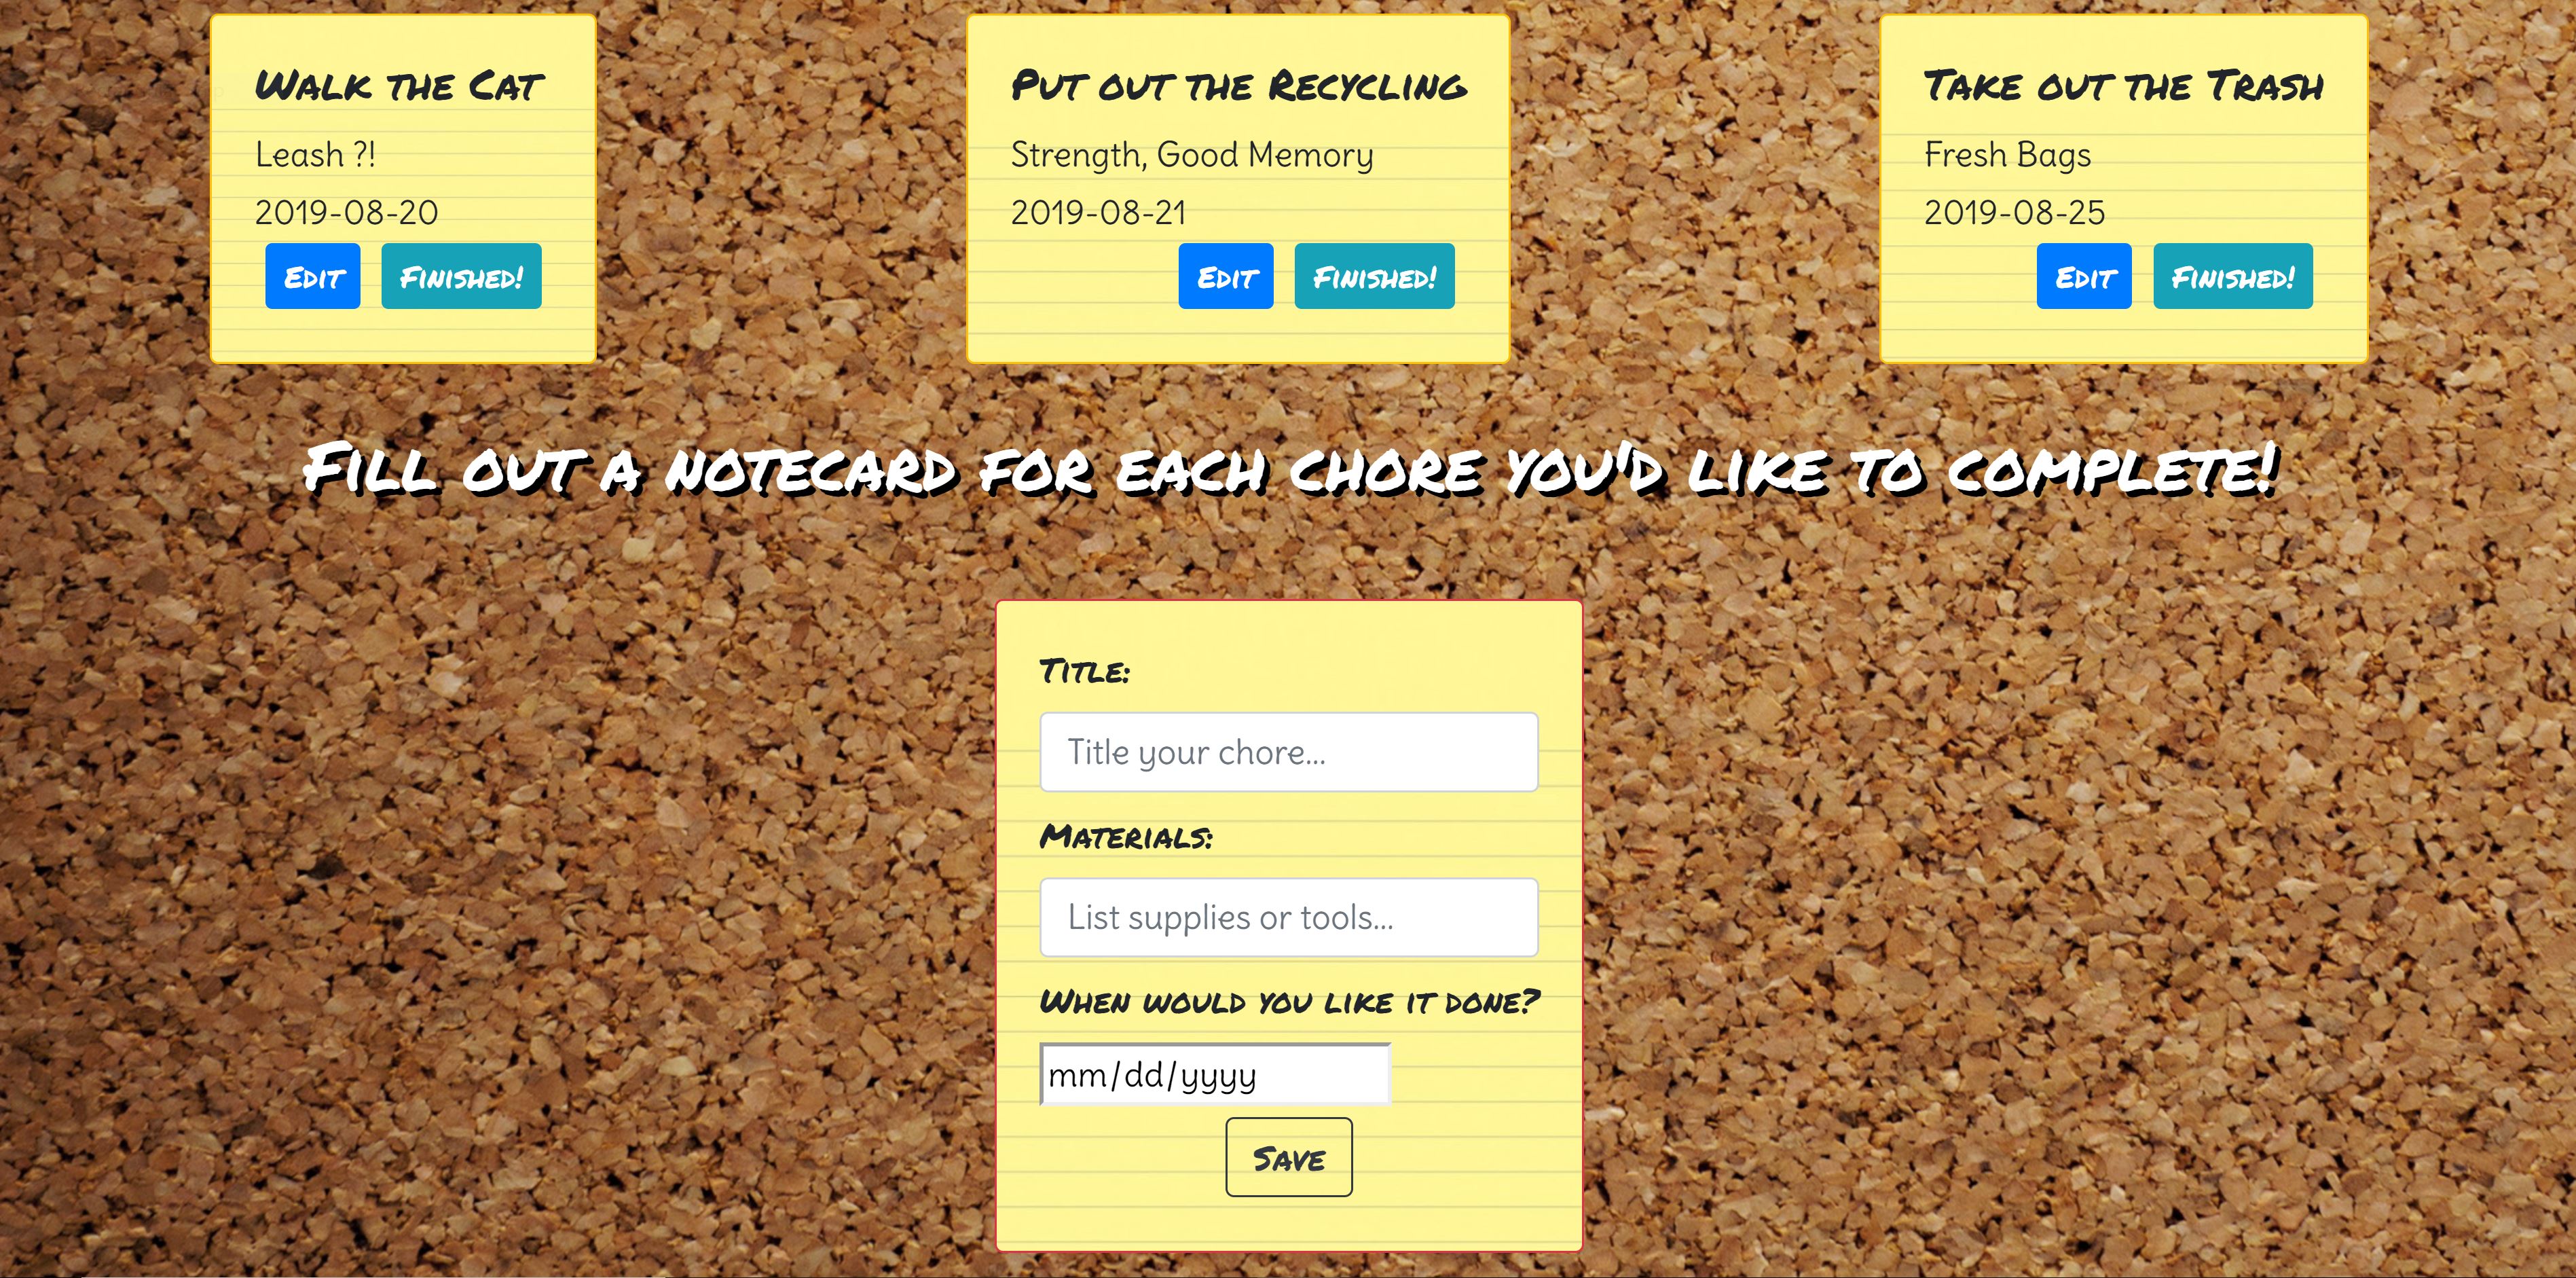 Walk the Cat
Leash ?!
2019-08-20
Edit Finished!
Put out the Recycling
Strength, Good Memory
2019-08-21
Edit Finished!
Take out the Trash
Fresh Bags
2019-08-25
Edit Finished!
Fill out a notecard for each chore you'd like to complete!
Title:
Title your chore...
Materials:
List supplies or tools...
When would you like it done?
mm/dd/yyyy
Save